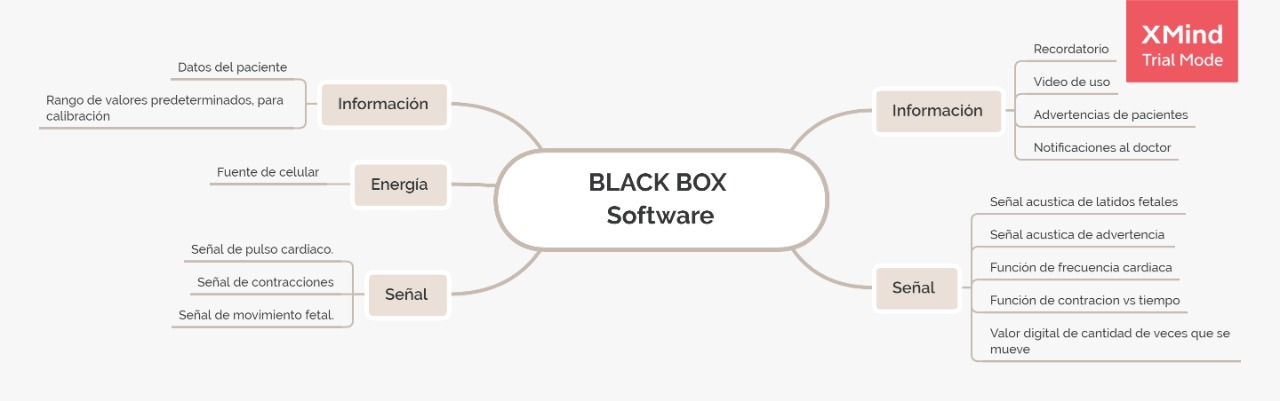 XMind
Trial Mode
Datos del paciente
Rango de valores predeterminados, para
calibración
Información
Fuente de celular
Energía
Señal de pulso cardiaco.
Señal de contracciones
Señal de movimiento fetal.
Señal
BLACK BOX
Software
Información
Recordatorio
Video de uso
Advertencias de pacientes
Notificaciones al doctor
Señal
Señal acustica de latidos fetales
Señal acustica de advertencia
Función de frecuencia cardiaca
Función de contracion vs tiempo
Valor digital de cantidad de veces que se
mueve